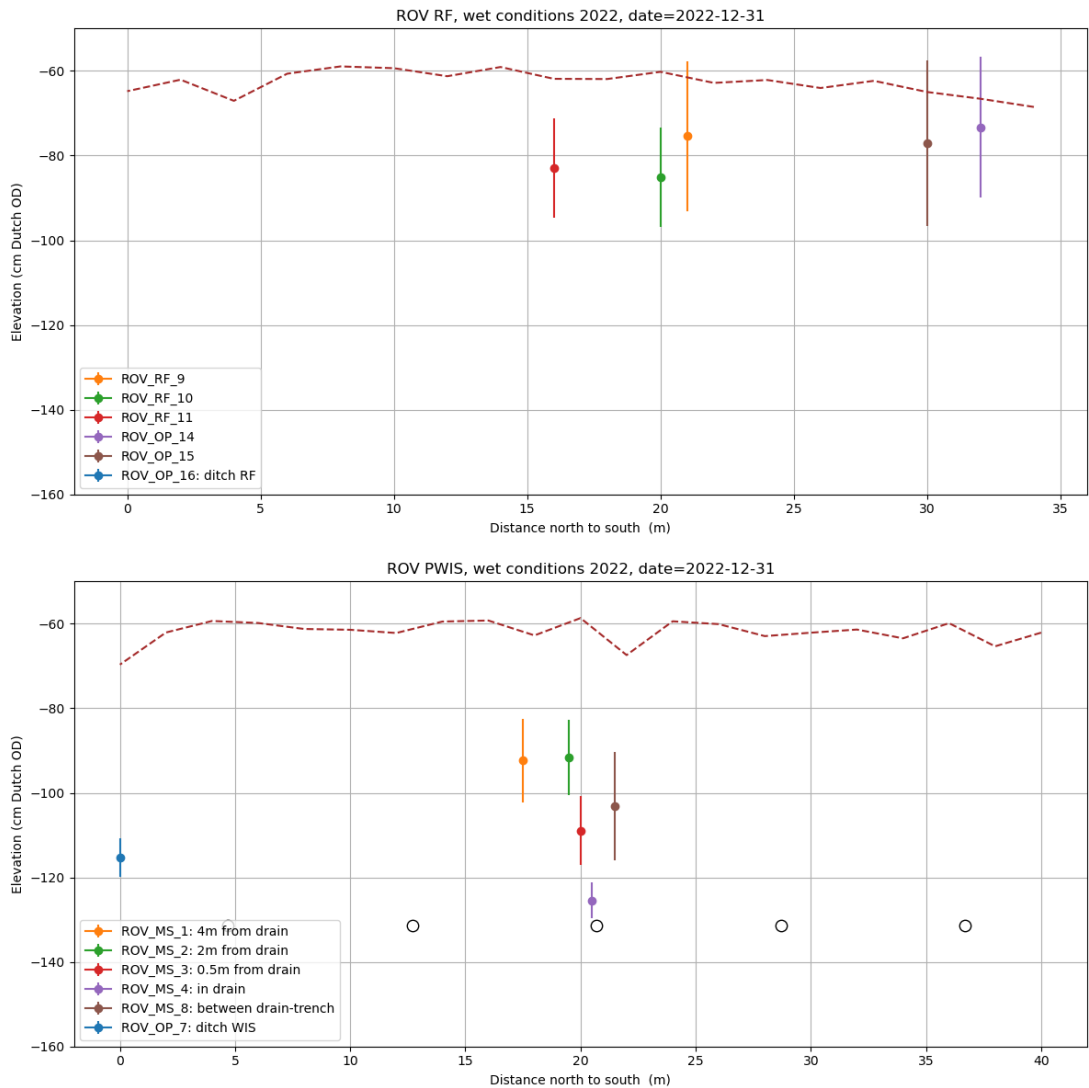 ROV RF, wet conditions 2022, date=2022-12-31
−60
−80
−100
−120
−140
−160
Elevation (cm Dutch OD)
ROV_RF_9
ROV_RF_10
ROV_RF_11
ROV_OP_14
ROV_OP_15
ROV_OP_16: ditch RF
0 5 10 15 20 25 30 35
Distance north to south  (m)
ROV PWIS, wet conditions 2022, date=2022-12-31
−60
−80
−100
−120
−140
−160
Elevation (cm Dutch OD)
ROV_MS_1: 4m from drain
ROV_MS_2: 2m from drain
ROV_MS_3: 0.5m from drain
ROV_MS_4: in drain
ROV_MS_8: between drain-trench
ROV_OP_7: ditch WIS
0 5 10 15 20 25 30 35 40
Distance north to south  (m)